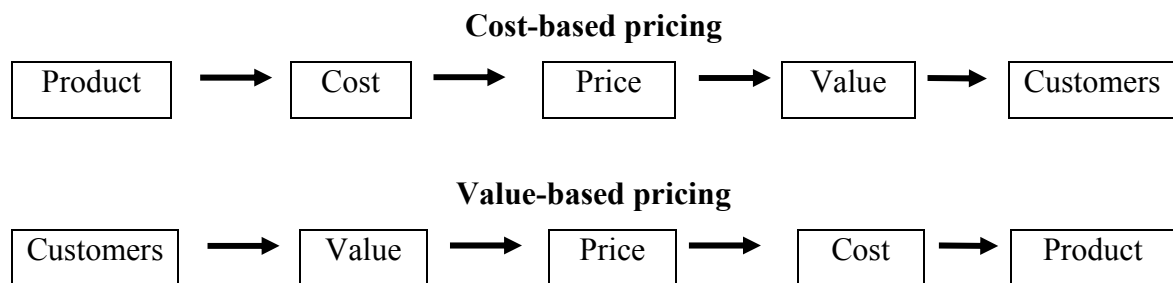 Cost-based pricing
Product Cost Price Value Customers
Value-based pricing
Customers Value Price Cost Product